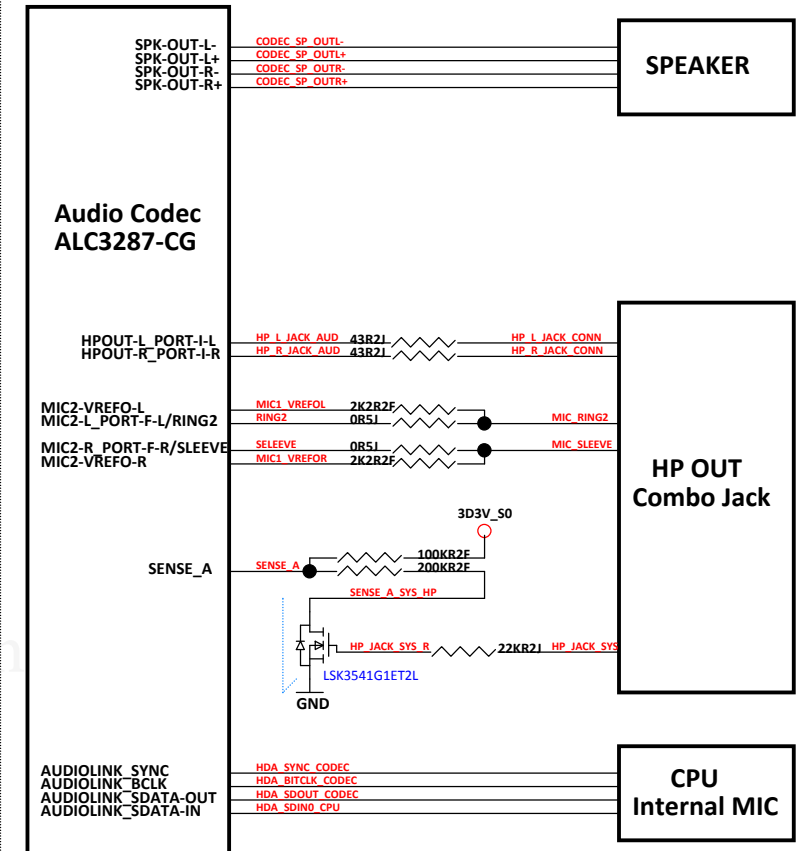 SPK-OUT-L- CODEC_SP_OUTL-
SPK-OUT-L+ CODEC_SP_OUTL+
SPK-OUT-R- CODEC_SP_OUTR-
SPK-OUT-R+ CODEC_SP_OUTR+
SPEAKER
Audio Codec
ALC3287-CG
HPOUT-L_PORT-I-L HP_L_JACK_AUD 43R2J HP_L_JACK_CONN
HPOUT-R_PORT-I-R HP_R_JACK_AUD 43R2J HP_R_JACK_CONN
MIC2-VREFO-L MIC1_VREFOL 2K2R2F
MIC2-L_PORT-F-L/RING2 RING2 0R5J MIC_RING2
MIC2-R_PORT-F-R/SLEEVE SELEEVE 0R5J MIC_SLEEVE
MIC2-VREFO-R MIC1_VREFOR 2K2R2F
HP OUT
Combo Jack
3D3V_S0
100KR2F
SENSE_A SENSE_A 200KR2F
SENSE_A_SYS_HP
HP_JACK_SYS_R 22KR2J HP_JACK_SYS
LSK3541G1ET2L
GND
AUDIOLINK_SYNC HDA_SYNC_CODEC
AUDIOLINK_BCLK HDA_BITCLK_CODEC
AUDIOLINK_SDATA-OUT HDA_SDOUT_CODEC
AUDIOLINK_SDATA-IN HDA_SDIN0_CPU
CPU
Internal MIC